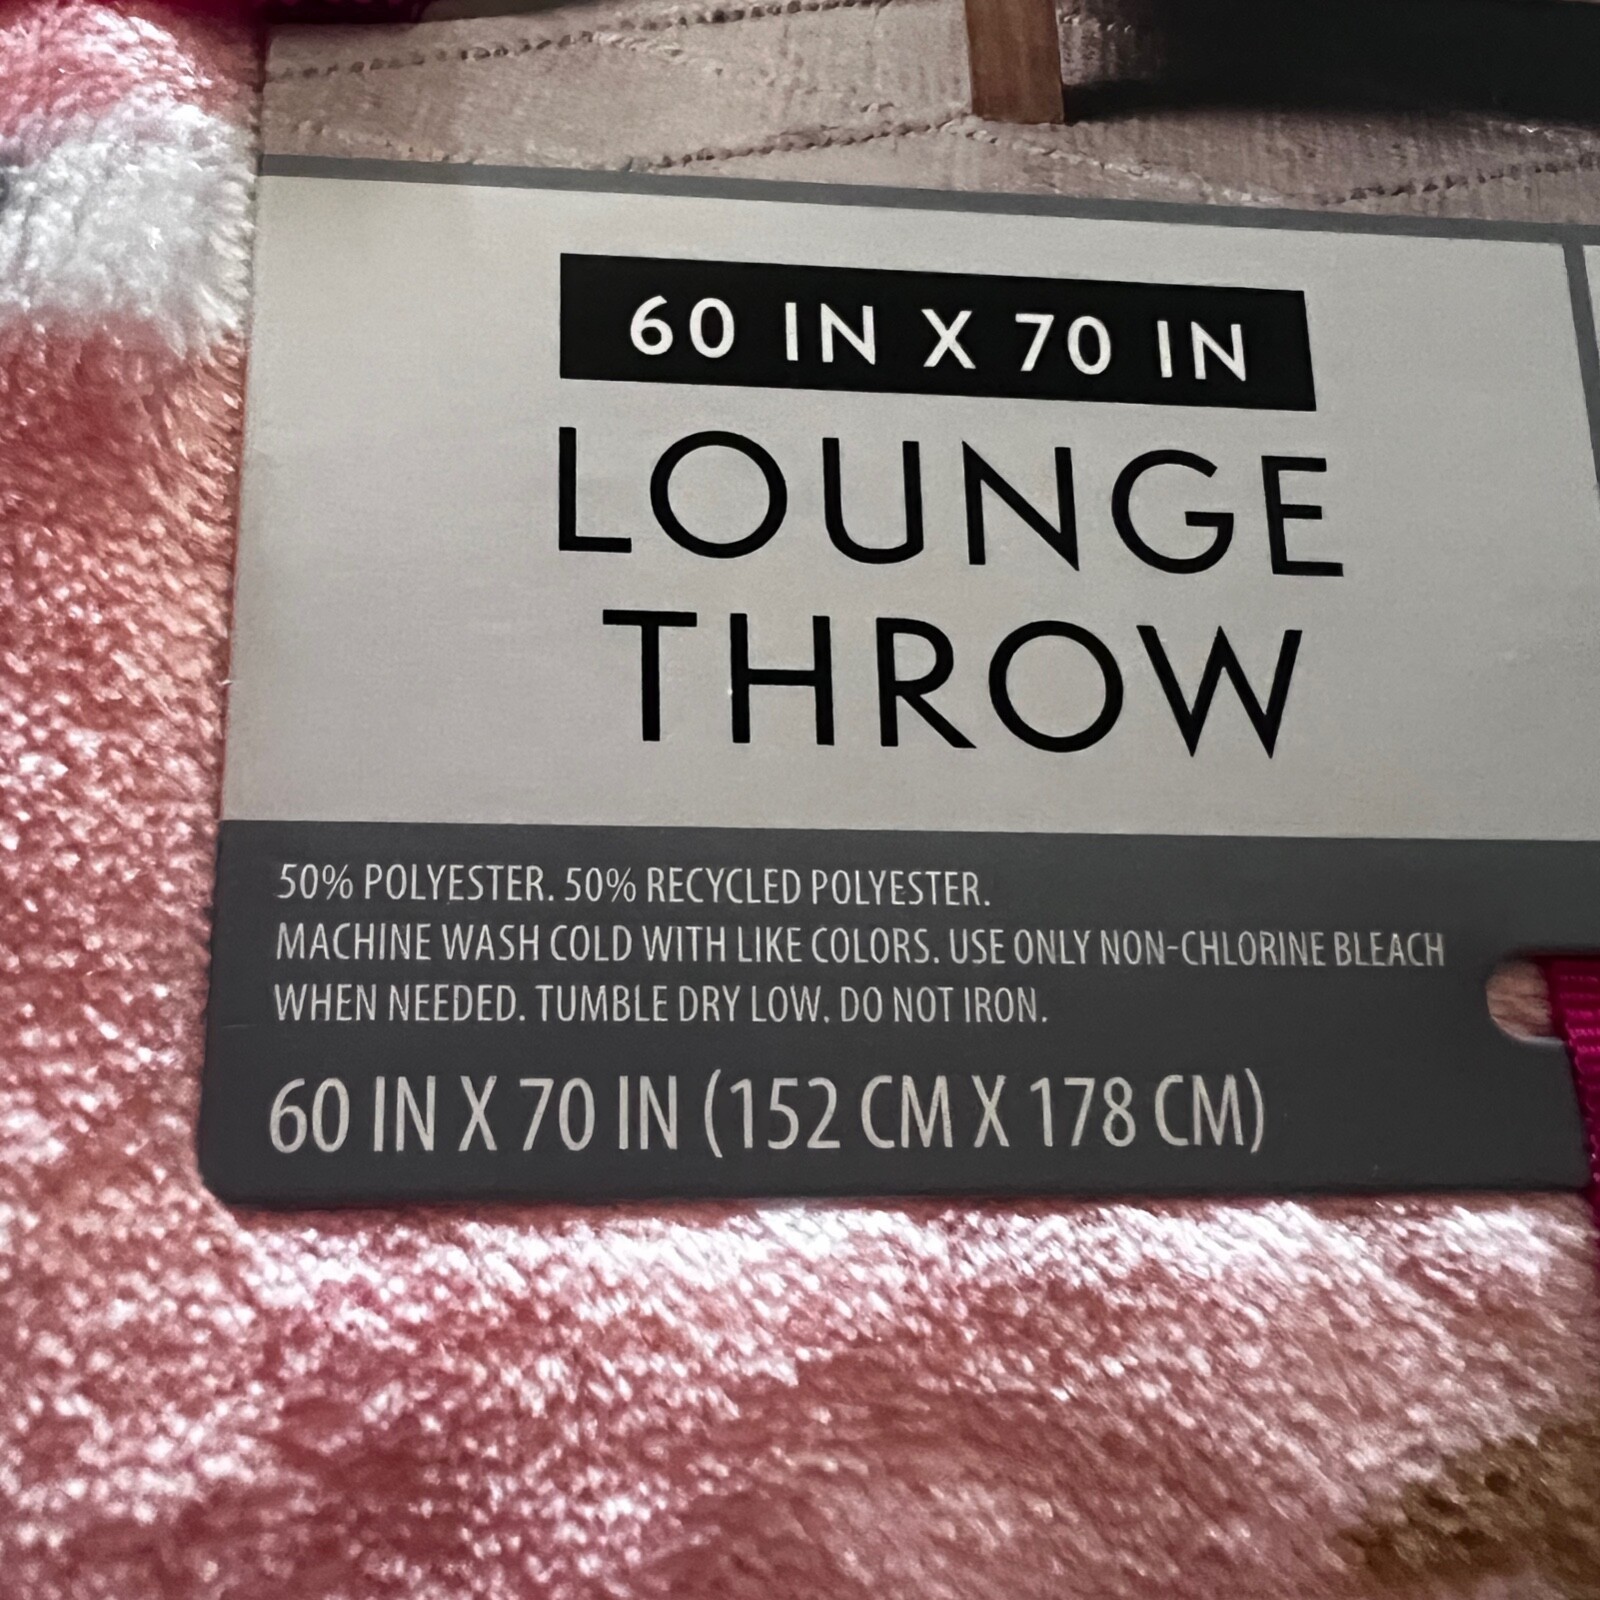 60 IN X 70 IN
LOUNGE
THROW
50% POLYESTER. 50% RECYCLED POLYESTER.
MACHINE WASH COLD WITH LIKE COLORS. USE ONLY NON-CHLORINE BLEACH
WHEN NEEDED. TUMBLE DRY LOW. DO NOT IRON.
60 IN X 70 IN (152 CM X 178 CM)